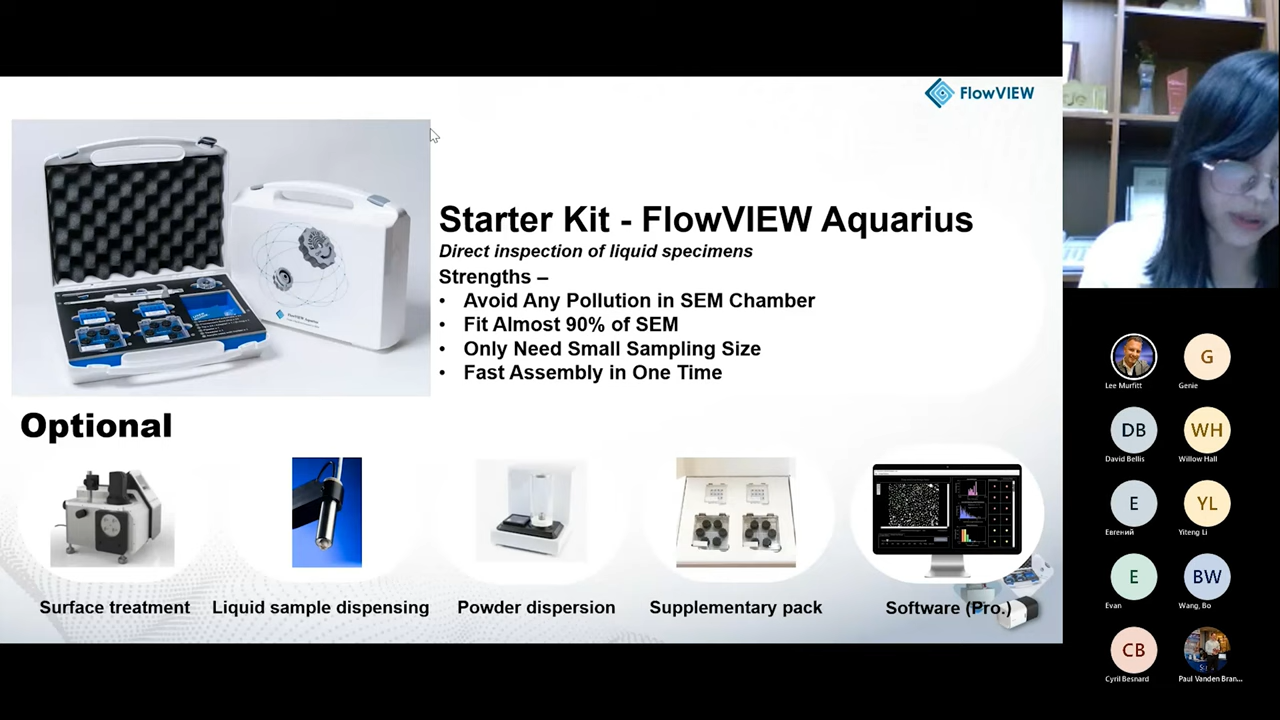 FlowVIEW
Starter Kit - FlowVIEW Aquarius
Direct inspection of liquid specimens
Strengths –
• Avoid Any Pollution in SEM Chamber
• Fit Almost 90% of SEM
• Only Need Small Sampling Size
• Fast Assembly in One Time
Optional
Surface treatment
Liquid sample dispensing
Powder dispersion
Supplementary pack
Software (Pro.)
Lee Murfitt
G
Genie
DB
David Bellis
WH
Willow Hall
E
Евгений
YL
Yiteng Li
E
Evan
BW
Wang, Bo
CB
Cyril Besnard
Paul Vanden Bran...